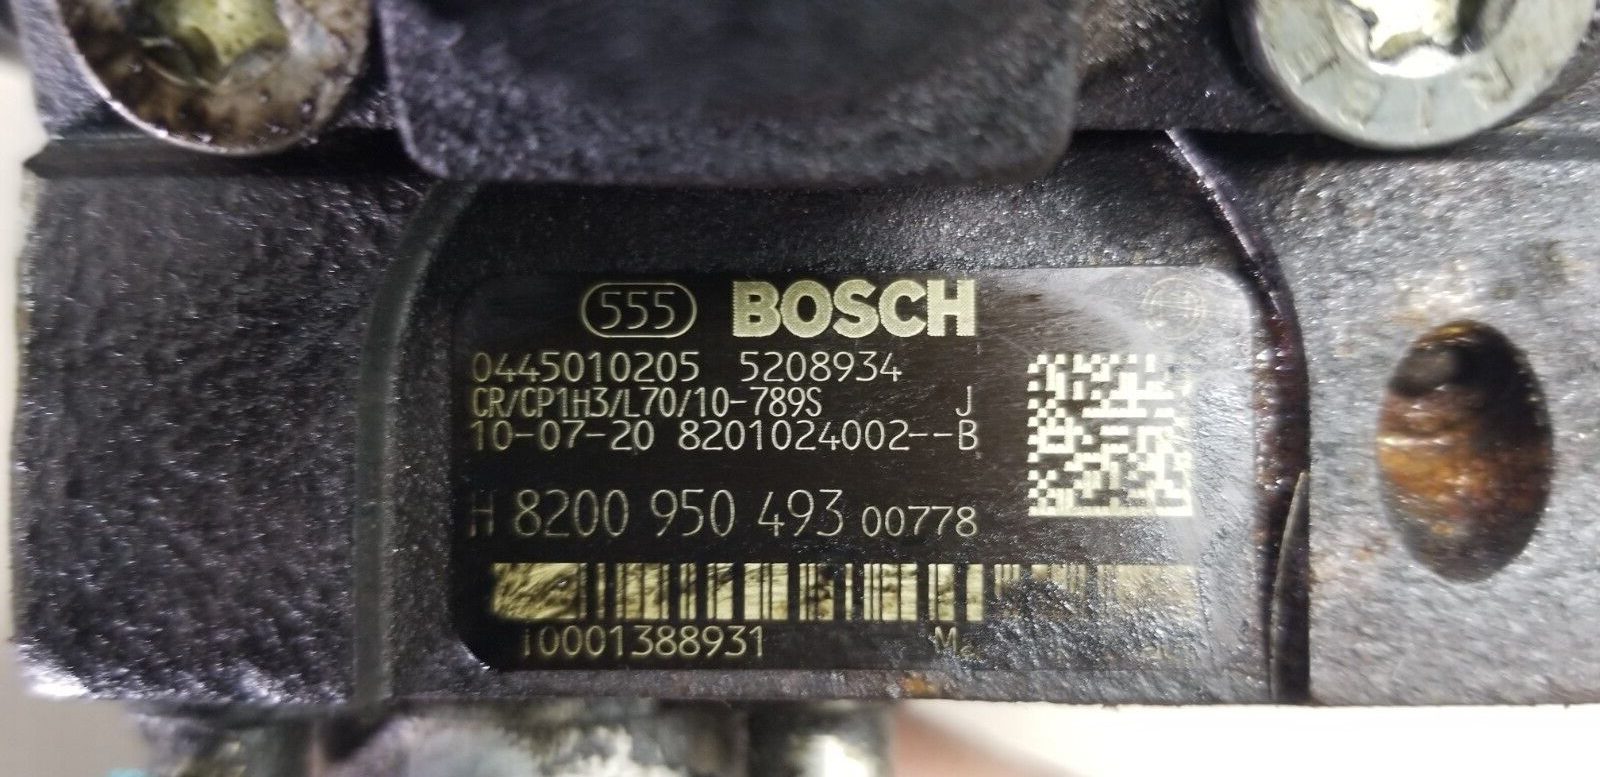 555 BOSCH
0445010205 5208934
CR/CP1H3/L70/10-789S J
10-07-20 8201024002--B
H 8200 950 493 00778
10001388931